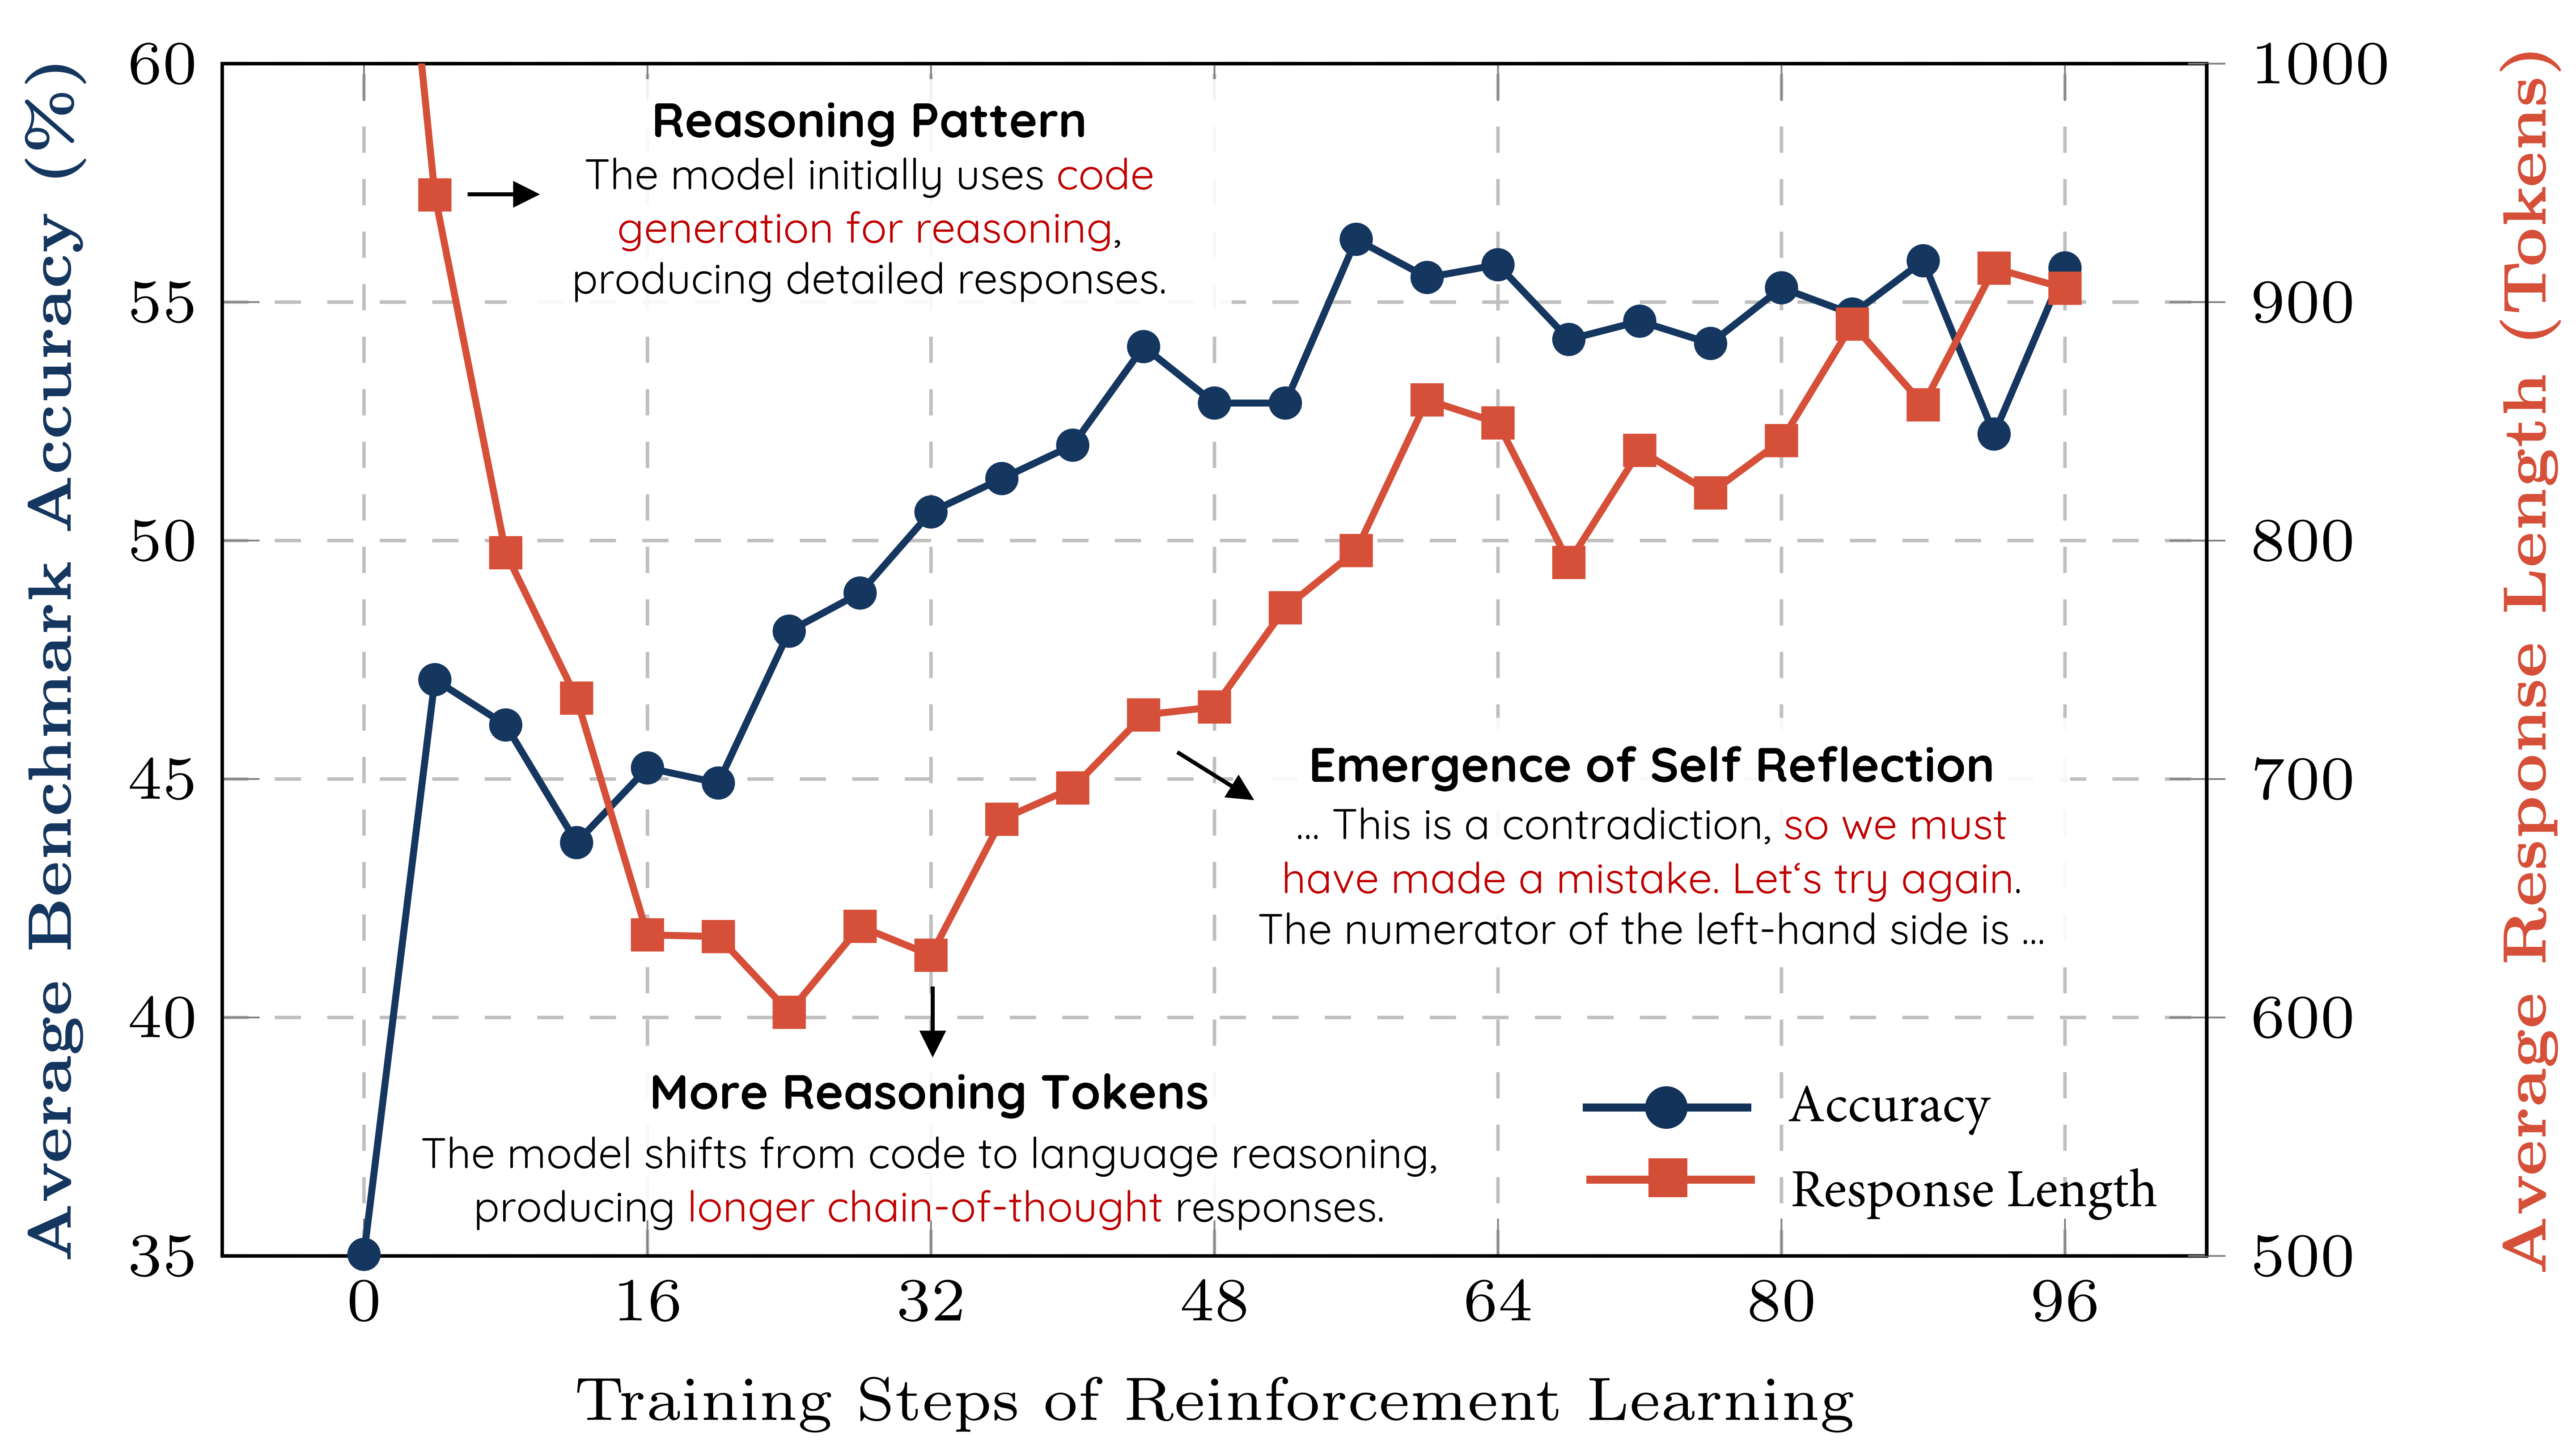 Average Benchmark Accuracy (%)
60
55
50
45
40
35
Reasoning Pattern
The model initially uses code
generation for reasoning,
producing detailed responses.
Emergence of Self Reflection
... This is a contradiction, so we must
have made a mistake. Let‘s try again.
The numerator of the left-hand side is ...
More Reasoning Tokens
The model shifts from code to language reasoning,
producing longer chain-of-thought responses.
Accuracy
Response Length
1000
900
800
700
600
500
Average Response Length (Tokens)
0 16 32 48 64 80 96
Training Steps of Reinforcement Learning